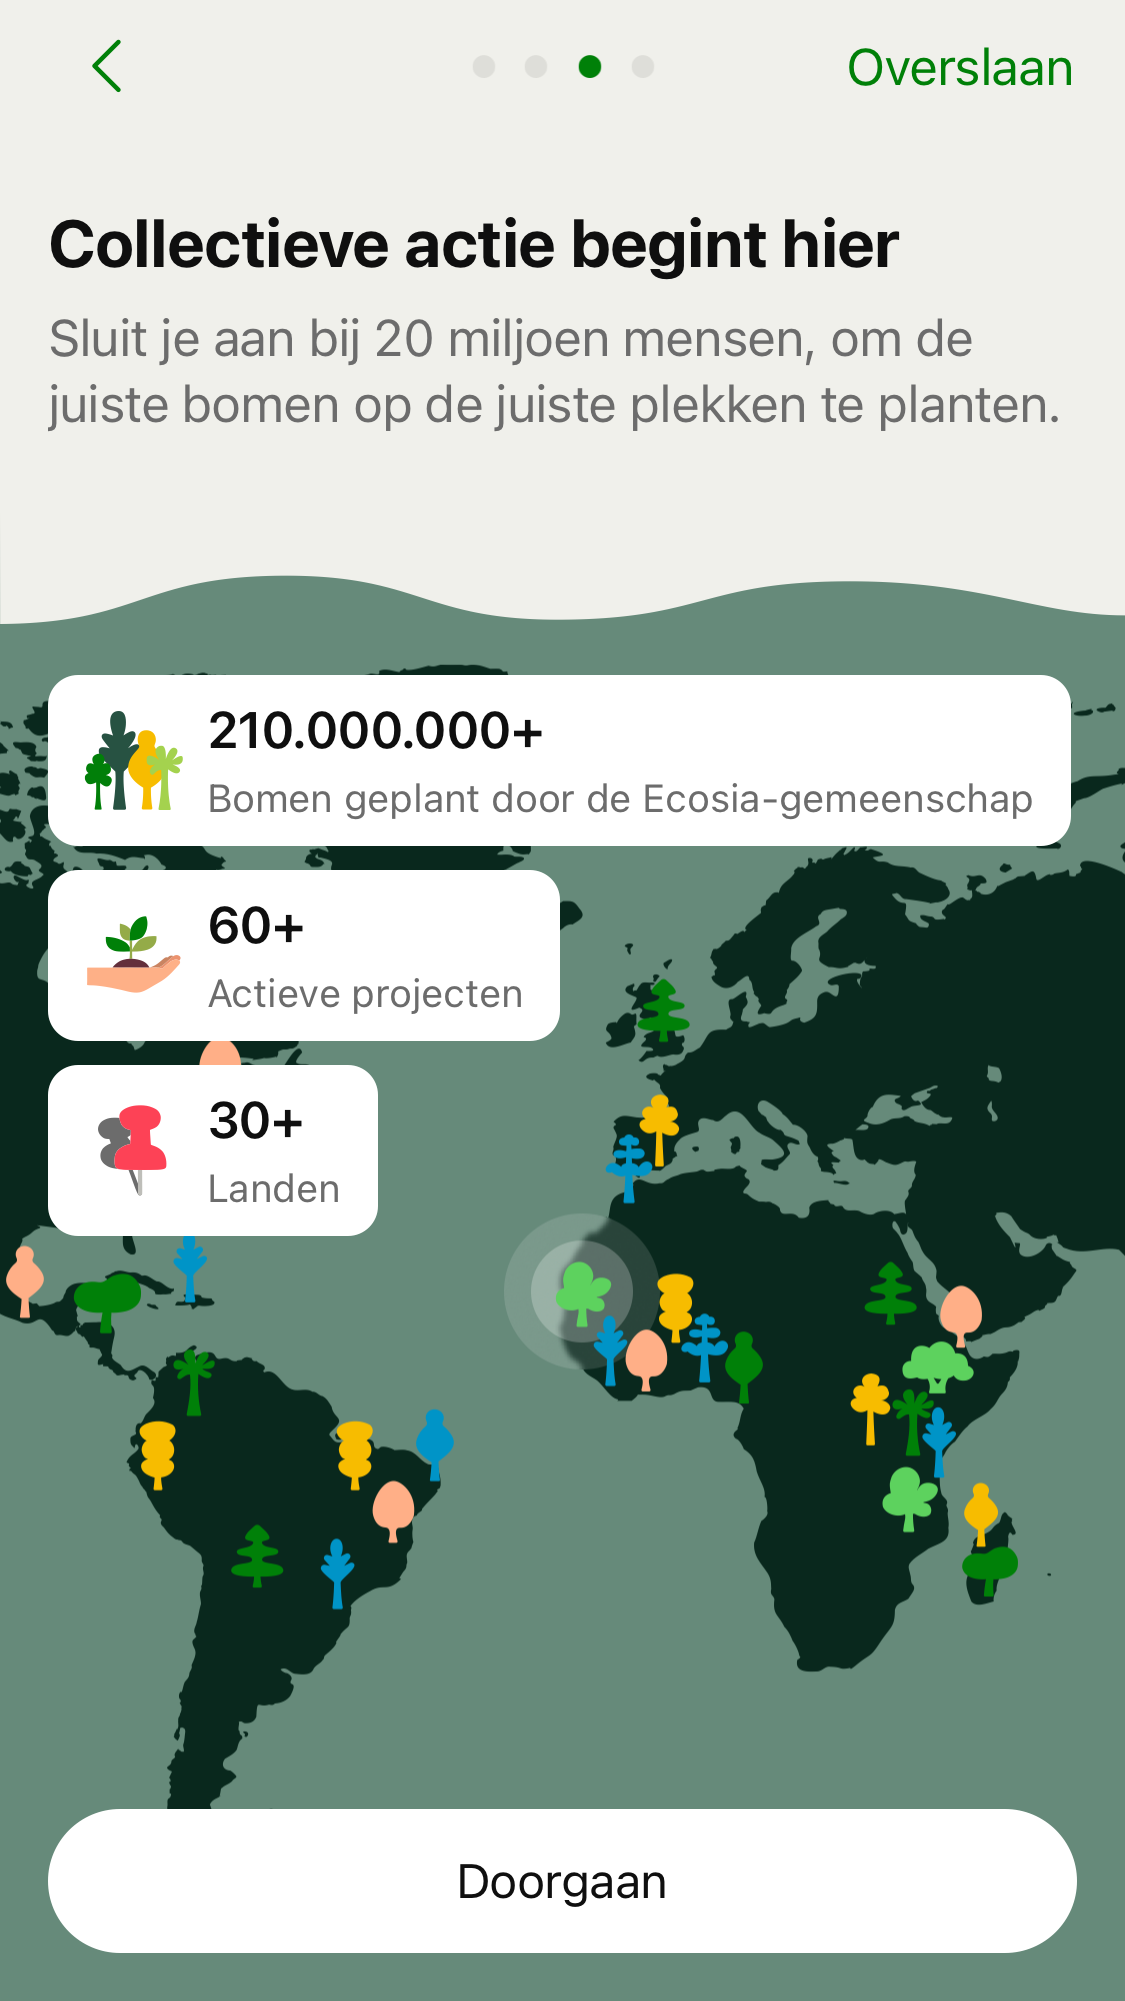 Overslaan
Collectieve actie begint hier
Sluit je aan bij 20 miljoen mensen, om de
juiste bomen op de juiste plekken te planten.
210.000.000+
Bomen geplant door de Ecosia-gemeenschap
60+
Actieve projecten
30+
Landen
Doorgaan